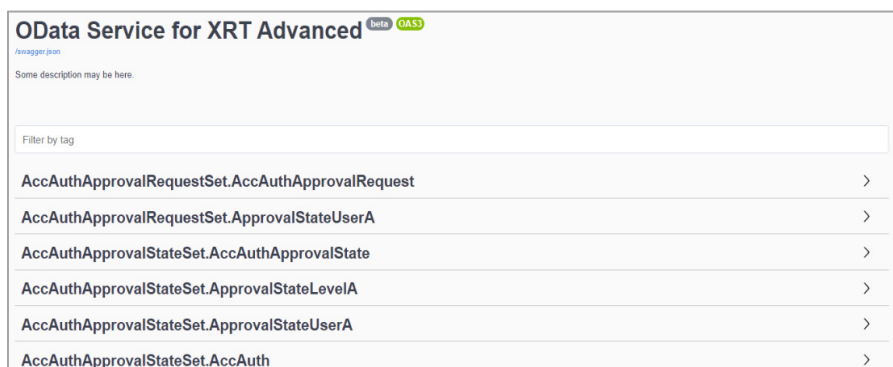 OData Service for XRT Advanced beta OAS3
/swagger.json
Some description may be here.
Filter by tag
AccAuthApprovalRequestSet.AccAuthApprovalRequest
AccAuthApprovalRequestSet.ApprovalStateUserA
AccAuthApprovalStateSet.AccAuthApprovalState
AccAuthApprovalStateSet.ApprovalStateLevelA
AccAuthApprovalStateSet.ApprovalStateUserA
AccAuthApprovalStateSet.AccAuth